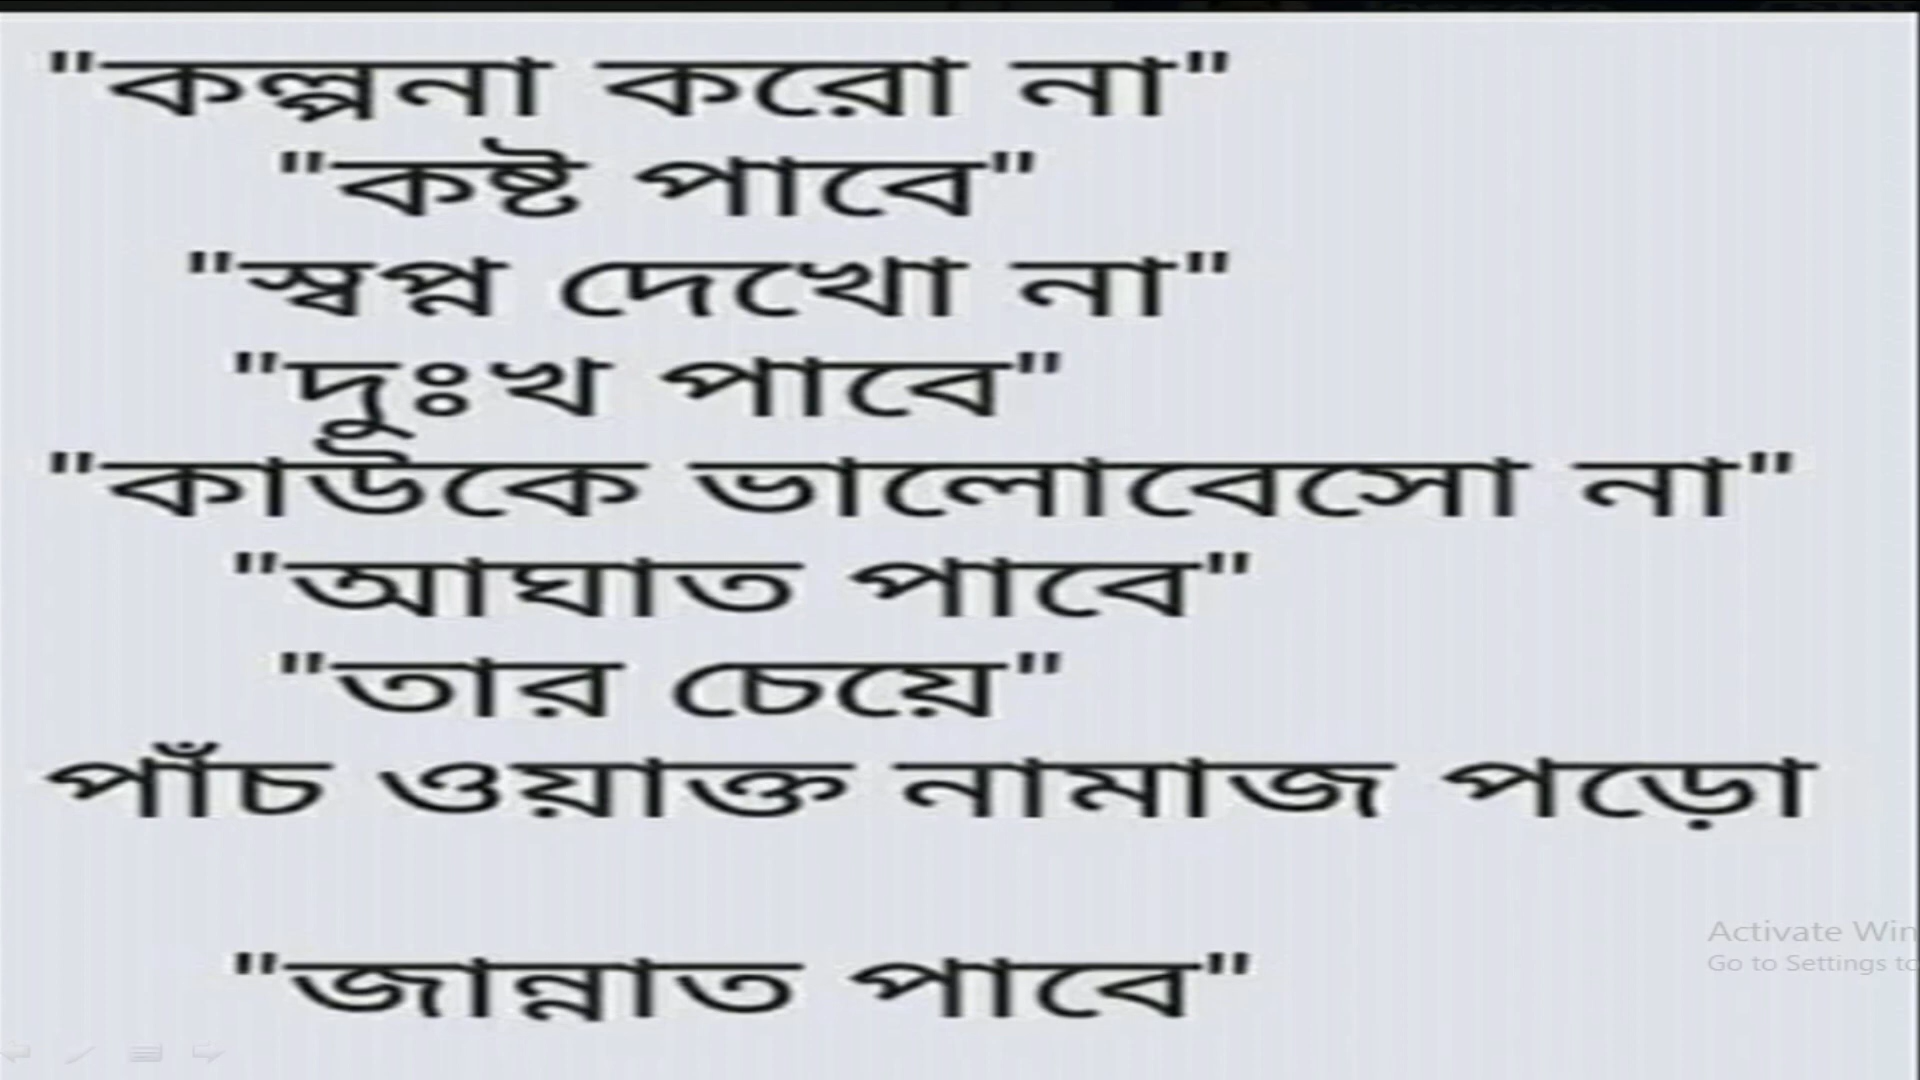 "কল্পনা করো না"
"কষ্ট পাবে"
"স্বপ্ন দেখো না"
"দুঃখ পাবে"
"কাউকে ভালোবেসো না"
"আঘাত পাবে"
"তার চেয়ে"
পাঁচ ওয়াক্ত নামাজ পড়ো
Activate Win
Go to Settings to
"জান্নাত পাবে"